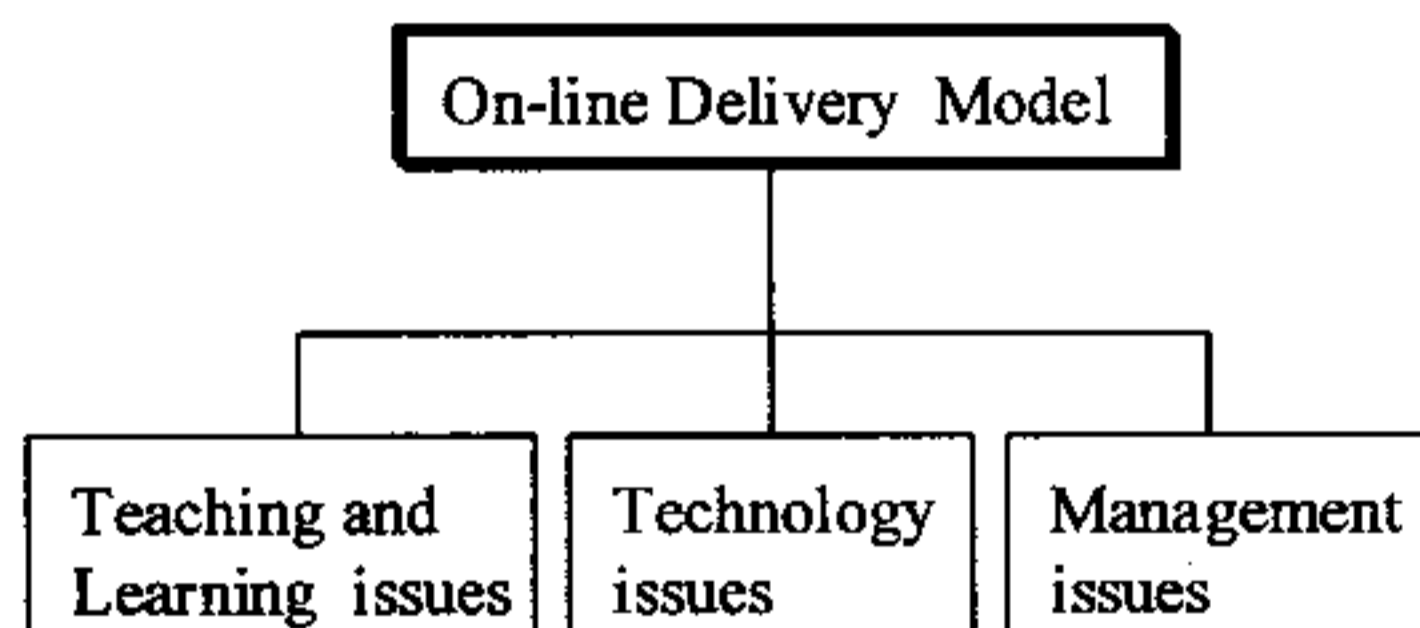 On-line Delivery Model
Teaching and
Learning issues
Technology
issues
Management
issues